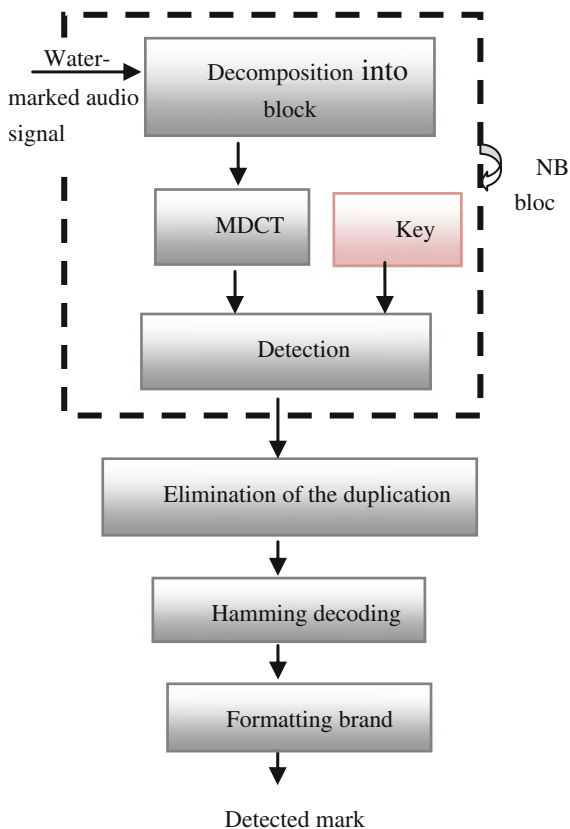 Water-
marked audio
signal
Decomposition into
block
NB
bloc
MDCT
Key
Detection
Elimination of the duplication
Hamming decoding
Formatting brand
Detected mark